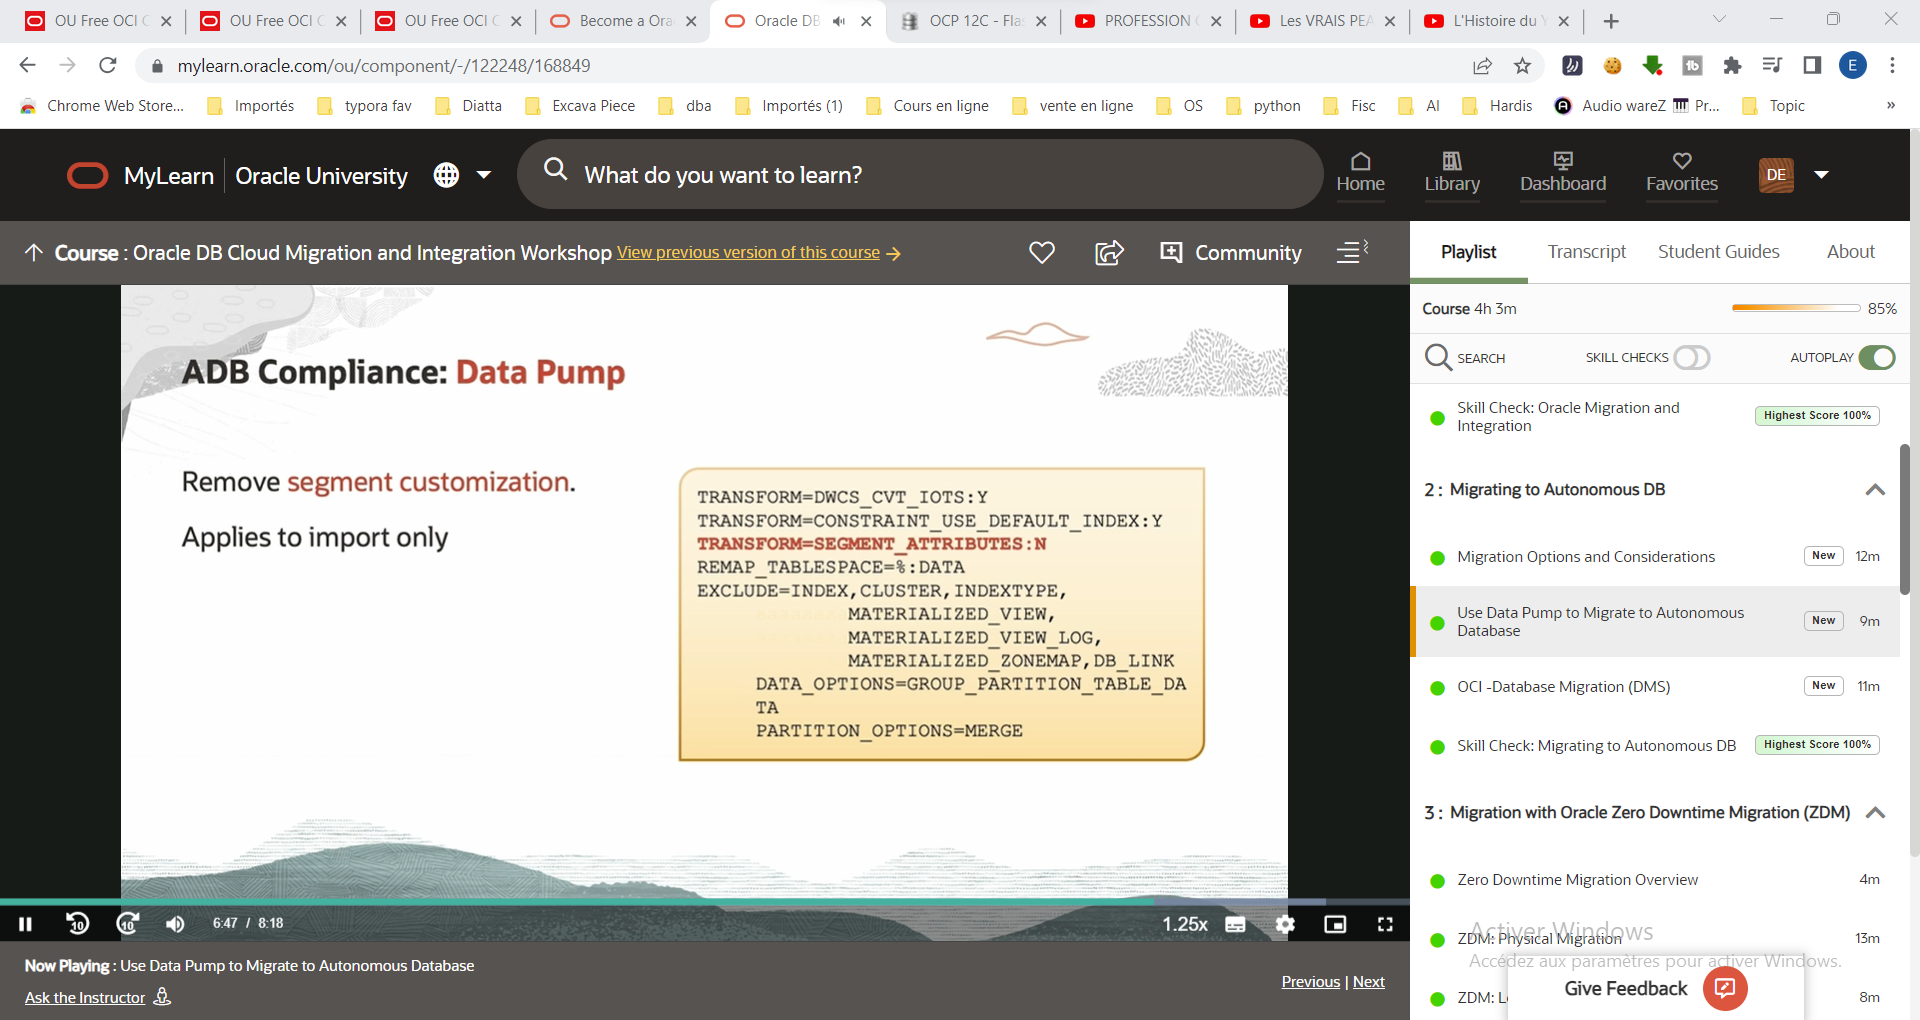 OU Free OCI C
OU Free OCI C
OU Free OCI C
Become a Ora
Oracle DB
OCP 12C - Fla
PROFESSION
Les VRAIS PEA
L'Histoire du Y
mylearn.oracle.com/ou/component/-/122248/168849
E
Chrome Web Store...
Importés
typora fav
Diatta
Excava Piece
dba
Importés (1)
Cours en ligne
vente en ligne
OS
python
Fisc
AI
Hardis
Audio wareZ
Pr...
Topic
»
MyLearn
Oracle University
What do you want to learn?
Home
Library
Dashboard
Favorites
DE
Course : Oracle DB Cloud Migration and Integration Workshop View previous version of this course →
Community
Playlist
Transcript
Student Guides
About
Course 4h 3m
85%
SEARCH
SKILL CHECKS
AUTOPLAY
ADB Compliance: Data Pump
Remove segment customization.
Applies to import only
TRANSFORM=DWCS_CVT_IOTS:Y
TRANSFORM=CONSTRAINT_USE_DEFAULT_INDEX:Y
TRANSFORM=SEGMENT_ATTRIBUTES:N
REMAP_TABLESPACE=%:DATA
EXCLUDE=INDEX,CLUSTER,INDEXTYPE,
MATERIALIZED_VIEW,
MATERIALIZED_VIEW_LOG,
MATERIALIZED_ZONEMAP,DB_LINK
DATA_OPTIONS=GROUP_PARTITION_TABLE_DA
TA
PARTITION_OPTIONS=MERGE
Skill Check: Oracle Migration and
Integration
Highest Score 100%
2 : Migrating to Autonomous DB
Migration Options and Considerations
New
12m
Use Data Pump to Migrate to Autonomous
Database
New
9m
OCI -Database Migration (DMS)
New
11m
Skill Check: Migrating to Autonomous DB
Highest Score 100%
3 : Migration with Oracle Zero Downtime Migration (ZDM)
Zero Downtime Migration Overview
4m
ZDM: Physical Migration
13m
ZDM: L
8m
Activer Windows
Accédez aux paramètres pour activer Windows.
Give Feedback
10
10
6:47 / 8:18
1.25x
Now Playing : Use Data Pump to Migrate to Autonomous Database
Ask the Instructor
Previous | Next